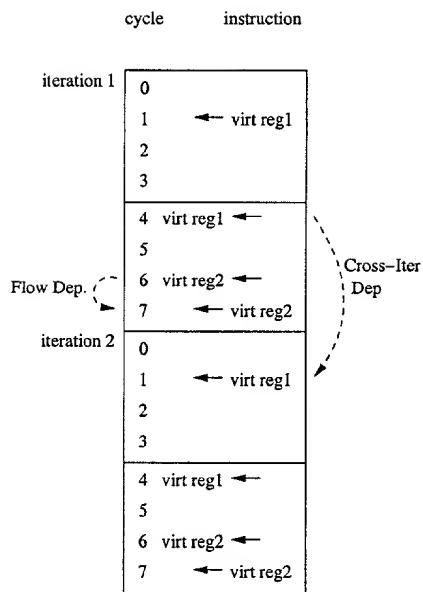 cycle instruction
iteration 1
0
1 virt reg1
2
3
4 virt reg1
5
6 virt reg2
7 virt reg2
Flow Dep.
Cross-Iter
Dep
iteration 2
0
1 virt reg1
2
3
4 virt reg1
5
6 virt reg2
7 virt reg2